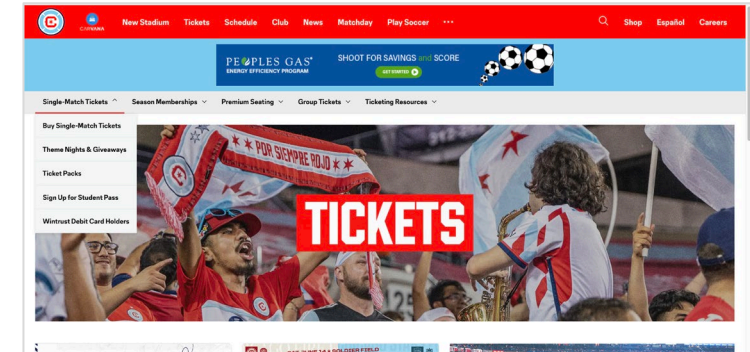 C
CARVANA
New Stadium Tickets Schedule Club News Matchday Play Soccer ••• Shop Español Careers
PEOPLES GAS®
ENERGY EFFICIENCY PROGRAM
SHOOT FOR SAVINGS and SCORE
GET STARTED
Single-Match Tickets Season Memberships Premium Seating Group Tickets Ticketing Resources
Buy Single-Match Tickets
Theme Nights & Giveaways
Ticket Packs
Sign Up for Student Pass
Wintrust Debit Card Holders
POR SIEMPRE ROJO
TICKETS